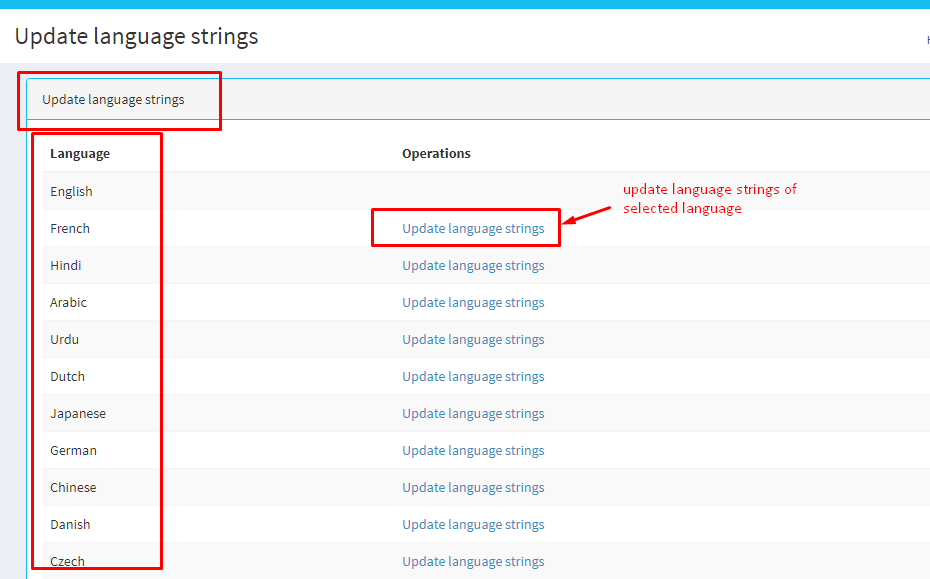 Update language strings
Update language strings
Language Operations
English
update language strings of
selected language
French Update language strings
Hindi Update language strings
Arabic Update language strings
Urdu Update language strings
Dutch Update language strings
Japanese Update language strings
German Update language strings
Chinese Update language strings
Danish Update language strings
Czech Update language strings